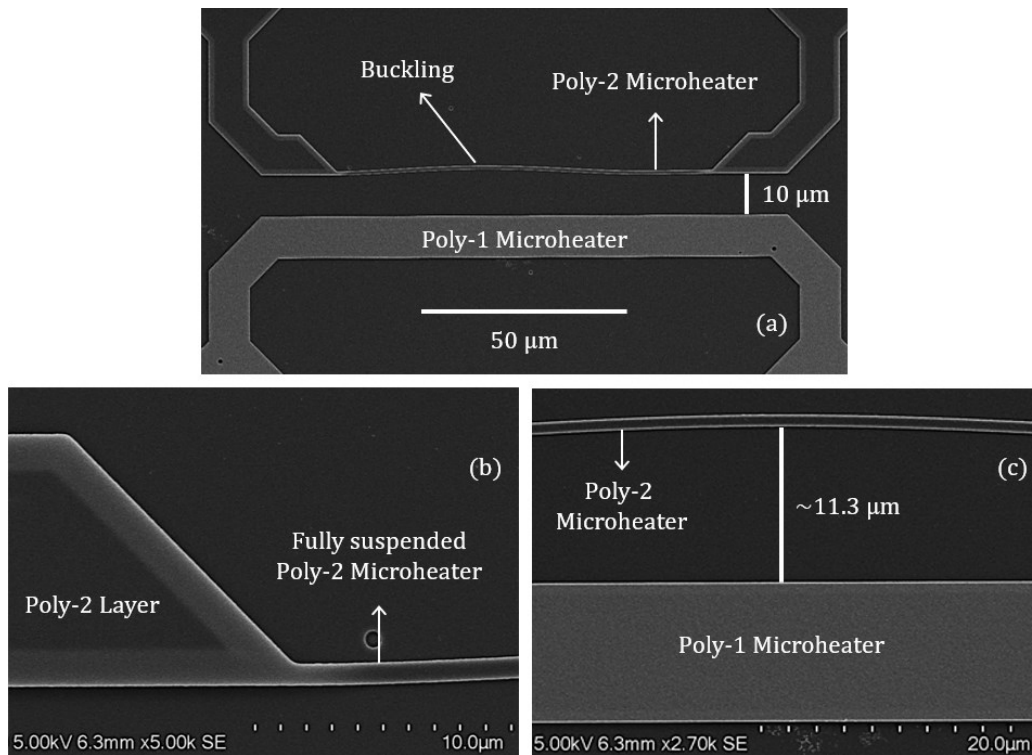 Buckling
Poly-2 Microheater
10 μm
Poly-1 Microheater
50 μm
(a)
(b)
Fully suspended
Poly-2 Microheater
Poly-2 Layer
5.00kV 6.3mm x5.00k SE
10.0μm
(c)
Poly-2
Microheater
~11.3 μm
Poly-1 Microheater
5.00kV 6.3mm x2.70k SE
20.0μm